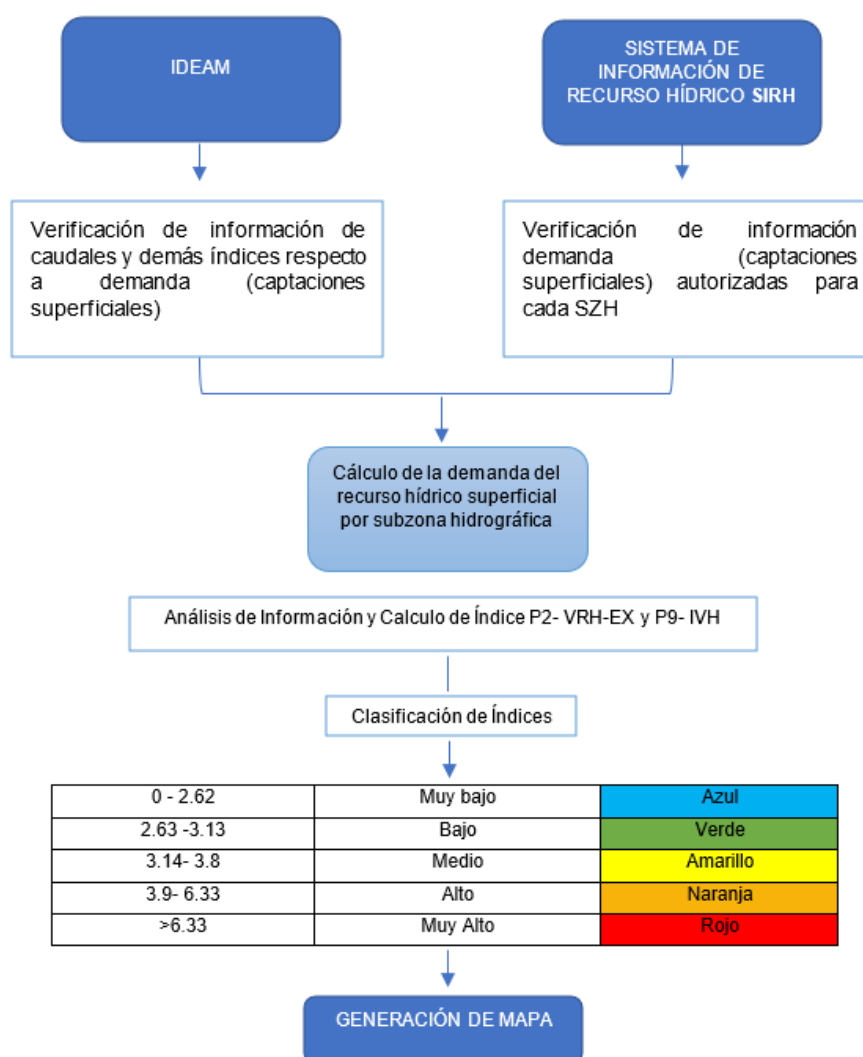 IDEAM
SISTEMA DE
INFORMACIÓN DE
RECURSO HÍDRICO SIRH
Verificación de información de
caudales y demás índices respecto
a demanda (captaciones
superficiales)
Verificación de información
demanda (captaciones
superficiales) autorizadas para
cada SZH
Cálculo de la demanda del
recurso hídrico superficial
por subzona hidrográfica
Análisis de Información y Calculo de Índice P2- VRH-EX y P9- IVH
Clasificación de Índices
0 - 2.62 Muy bajo Azul
2.63 -3.13 Bajo Verde
3.14- 3.8 Medio Amarillo
3.9- 6.33 Alto Naranja
>6.33 Muy Alto Rojo
GENERACIÓN DE MAPA